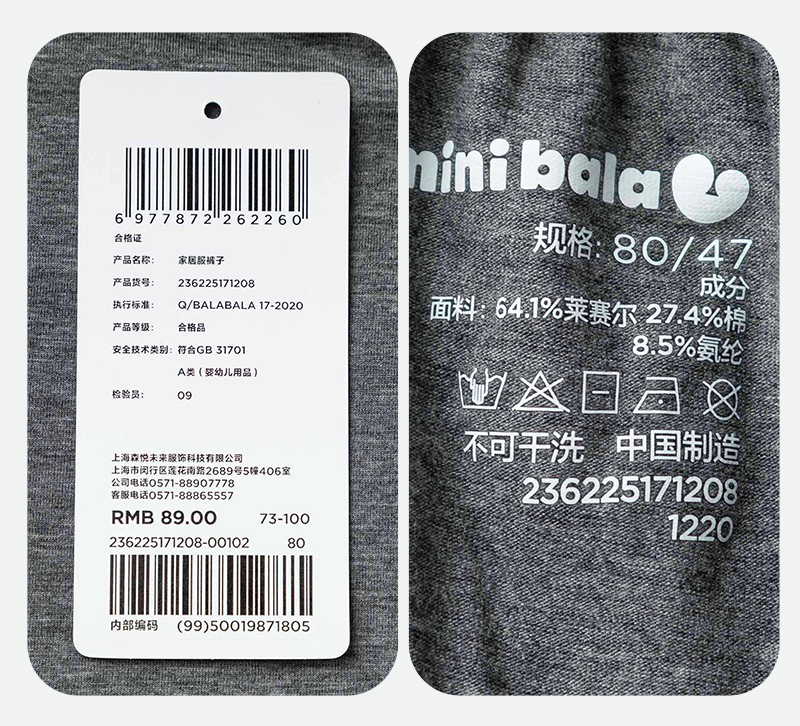 6 977872 262260
合格证
产品名称： 家居服裤子
产品货号： 236225171208
执行标准： Q/BALABALA 17-2020
产品等级： 合格品
安全技术类别： 符合GB 31701
A类（婴幼儿用品）
检验员： 09
上海森悦未来服饰科技有限公司
上海市闵行区莲花南路2689号5幢406室
公司电话0571-88907778
客服电话0571-88865557
RMB 89.00 73-100
236225171208-00102 80
内部编码 (99)50019871805
mini bala
规格: 80/47
成分
面料: 64.1%莱赛尔 27.4%棉
8.5%氨纶
不可干洗 中国制造
236225171208
1220